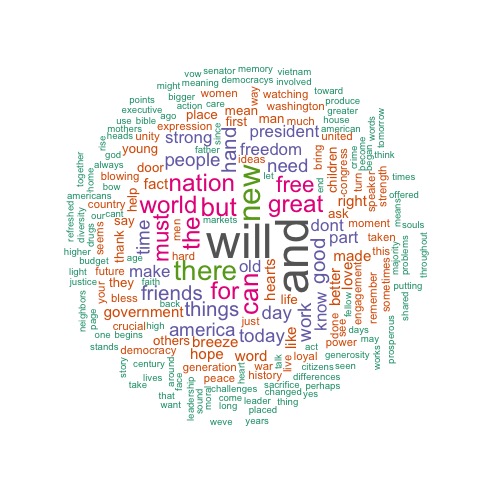 vow senator memory vietnam
might meaning democracys involved
points bigger action care women way watching toward
executive place mean washington produce
use bible ago expression first man much greater
mothers strong hand president house
rise heads unity since united american
god young father people ideas freedom bring congress words
always door need end crime become began tomorrow
together blowing fact nation let free children turn think
home bow new speaker strength times
country world but great right offered
refreshed diversity our cant say must the markets ask moment means souls
drugs seems thank help time men will and dont part taken this majority problems
higher budget age hard good engagement sometimes putting
light future they make there old hearts know made love remember throughout
justice your bless faith can life better shared
neighbors page friends for back things day work fellow
government done see days may prosperous
crucial high america just today like power works
one begins others breeze act generosity
stands democracy hope word talk live loyal citizens seen
story century generation war history differences
lives around face peace heart sacrifice perhaps
take leadership sound moral challenges changed yes
that come leader thing
want long placed
weve years